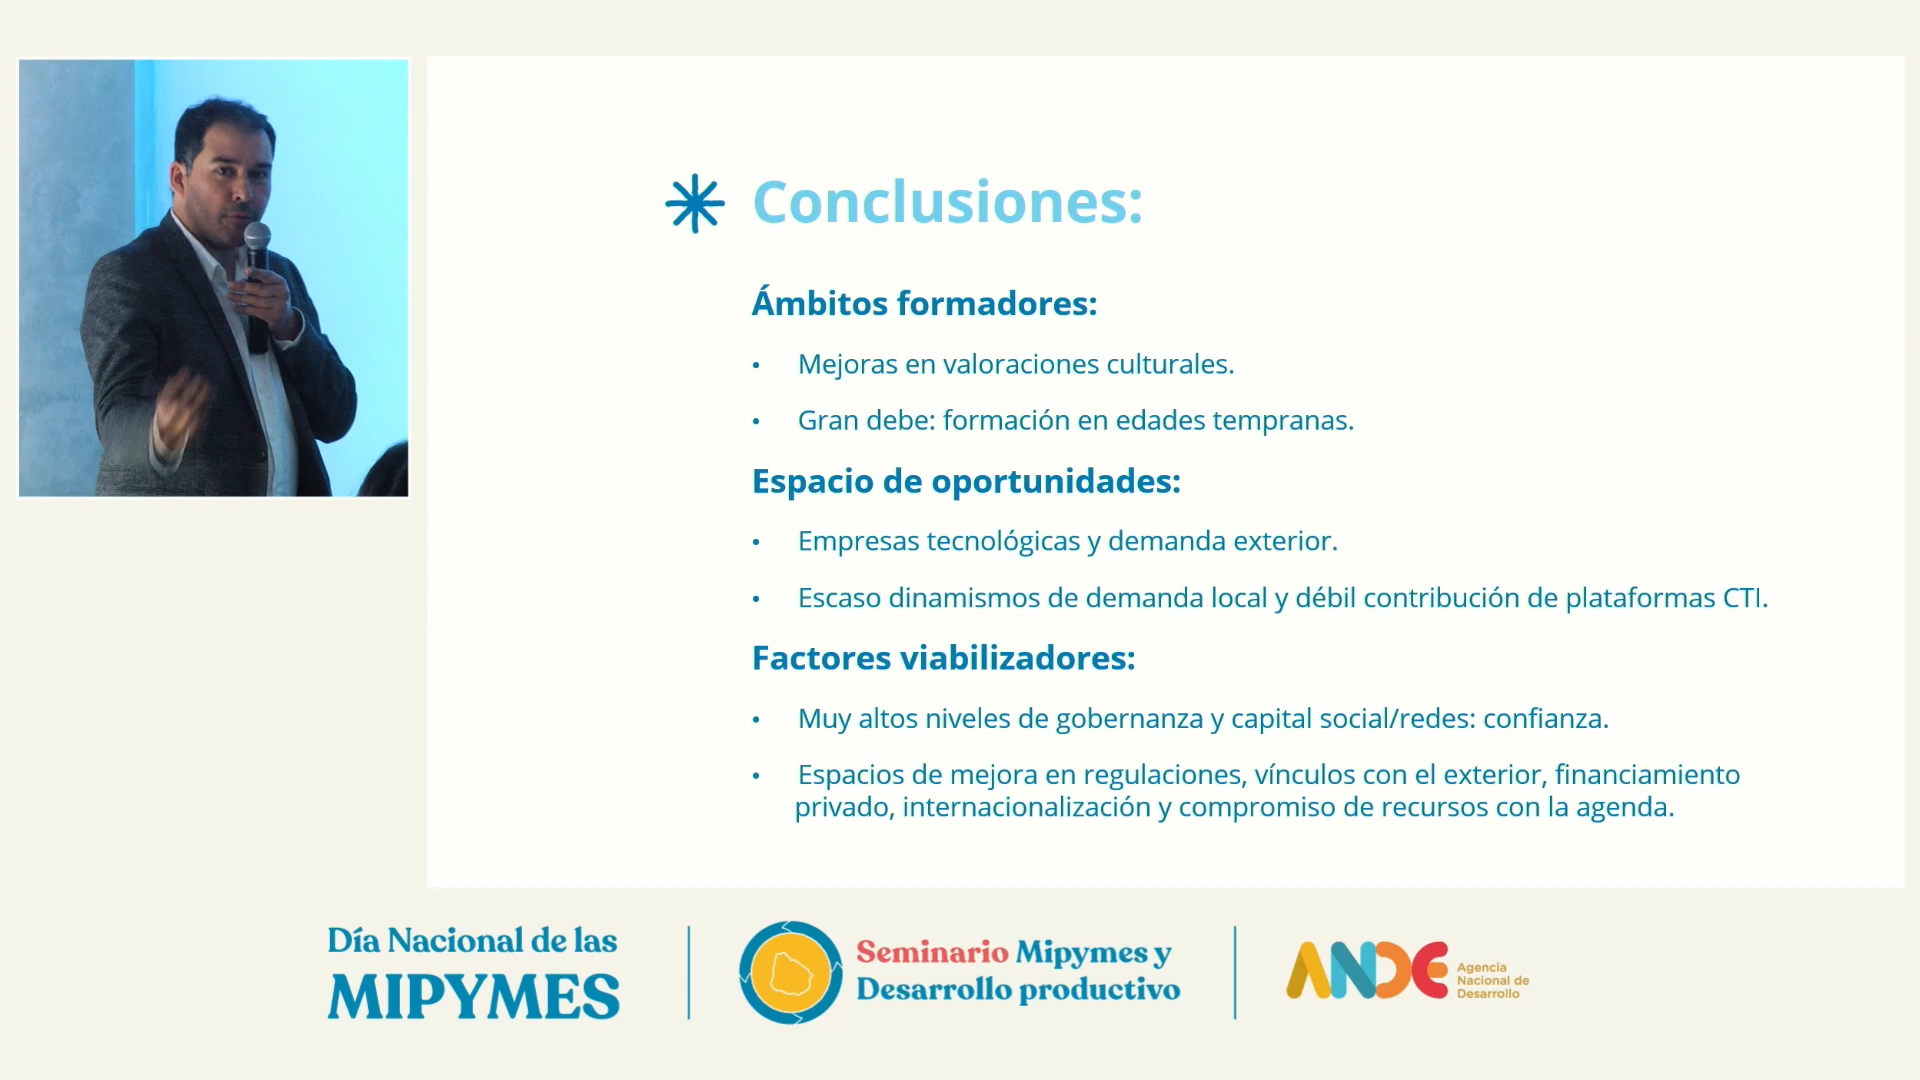 Conclusiones:
Ámbitos formadores:
• Mejoras en valoraciones culturales.
• Gran debe: formación en edades tempranas.
Espacio de oportunidades:
• Empresas tecnológicas y demanda exterior.
• Escaso dinamismos de demanda local y débil contribución de plataformas CTI.
Factores viabilizadores:
• Muy altos niveles de gobernanza y capital social/redes: confianza.
• Espacios de mejora en regulaciones, vínculos con el exterior, financiamiento
privado, internacionalización y compromiso de recursos con la agenda.
Día Nacional de las
MIPYMES
Seminario Mipymes y
Desarrollo productivo
ANDE
Agencia
Nacional de
Desarrollo